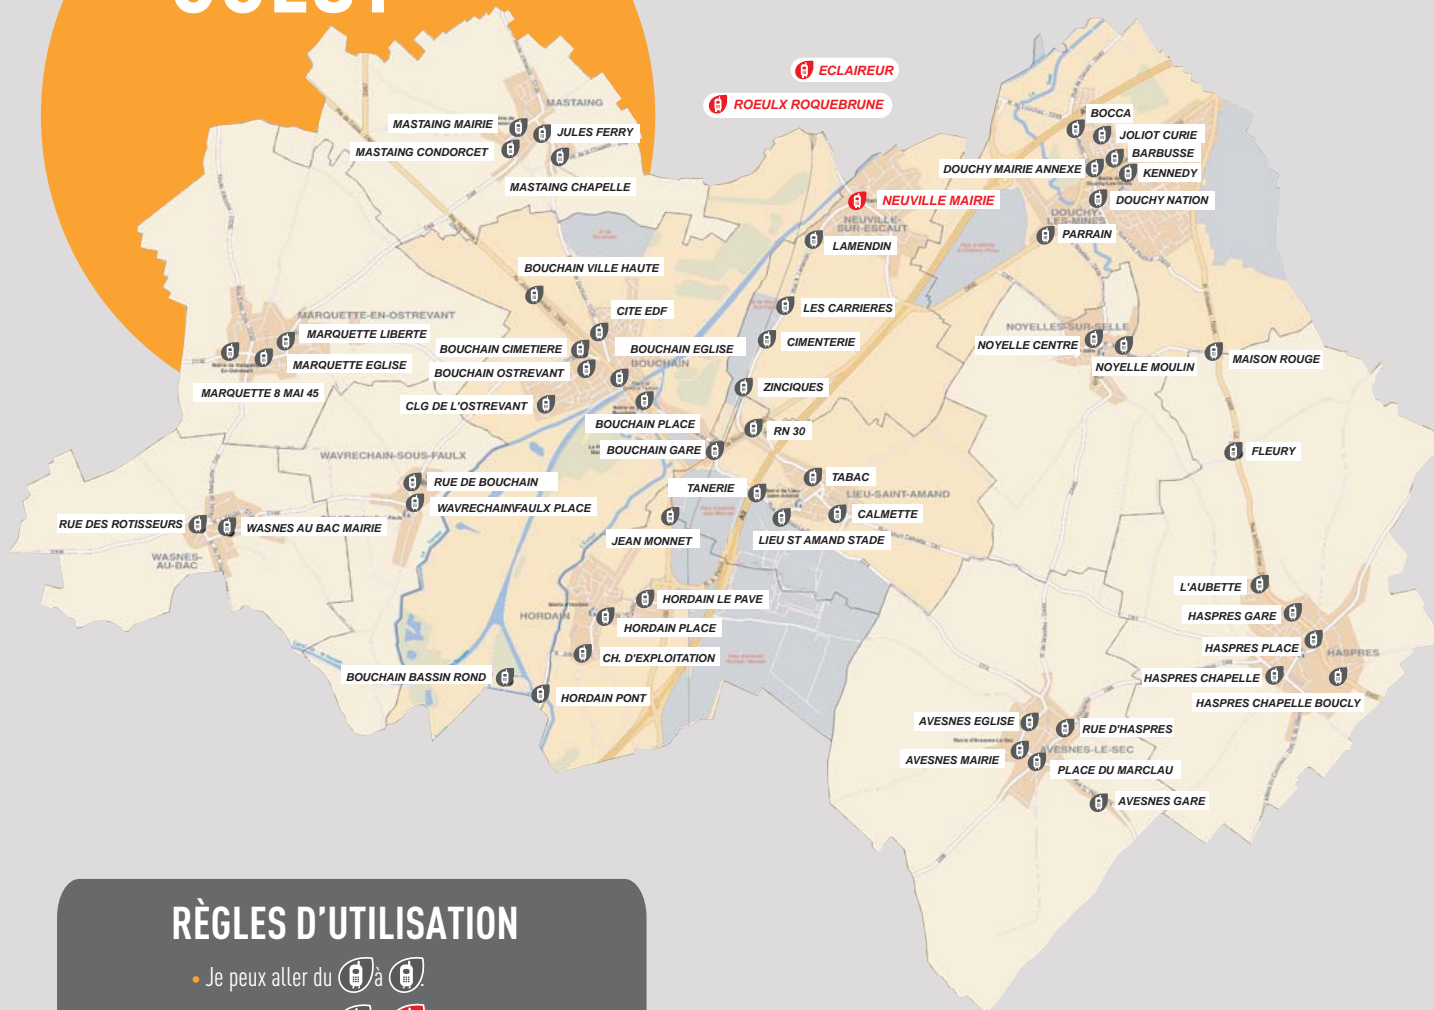 OUEST
ECLAIREUR
ROEULX ROQUEBRUNE
MASTAING
MASTAING MAIRIE
JULES FERRY
MASTAING CONDORCET
MASTAING CHAPELLE
BOCCA
JOLIOT CURIE
BARBUSSE
DOUCHY MAIRIE ANNEXE
KENNEDY
DOUCHY NATION
DOUCHY-
LES-MINES
PARRAIN
NEUVILLE MAIRIE
NEUVILLE-
SUR-ESCAUT
LAMENDIN
BOUCHAIN VILLE HAUTE
CITE EDF
LES CARRIERES
MARQUETTE-EN-OSTREVANT
MARQUETTE LIBERTE
MARQUETTE EGLISE
MARQUETTE 8 MAI 45
BOUCHAIN CIMETIERE
BOUCHAIN EGLISE
CIMENTERIE
BOUCHAIN
BOUCHAIN OSTREVANT
ZINCIQUES
CLG DE L'OSTREVANT
BOUCHAIN PLACE
RN 30
BOUCHAIN GARE
NOYELLES-SUR-SELLE
NOYELLE CENTRE
NOYELLE MOULIN
MAISON ROUGE
FLEURY
WAVRECHAIN-SOUS-FAULX
RUE DE BOUCHAIN
WAVRECHAIN\FAULX PLACE
RUE DES ROTISSEURS
WASNES AU BAC MAIRIE
WASNES-
AU-BAC
TANERIE
TABAC
LIEU-SAINT-AMAND
CALMETTE
JEAN MONNET
LIEU ST AMAND STADE
A2
HORDAIN LE PAVE
HORDAIN
HORDAIN PLACE
CH. D'EXPLOITATION
BOUCHAIN BASSIN ROND
HORDAIN PONT
L'AUBETTE
HASPRES GARE
HASPRES PLACE
HASPRES
HASPRES CHAPELLE
HASPRES CHAPELLE BOUCLY
AVESNES EGLISE
RUE D'HASPRES
AVESNES-LE-SEC
AVESNES MAIRIE
PLACE DU MARCLAU
AVESNES GARE
RÈGLES D'UTILISATION
• Je peux aller du à .